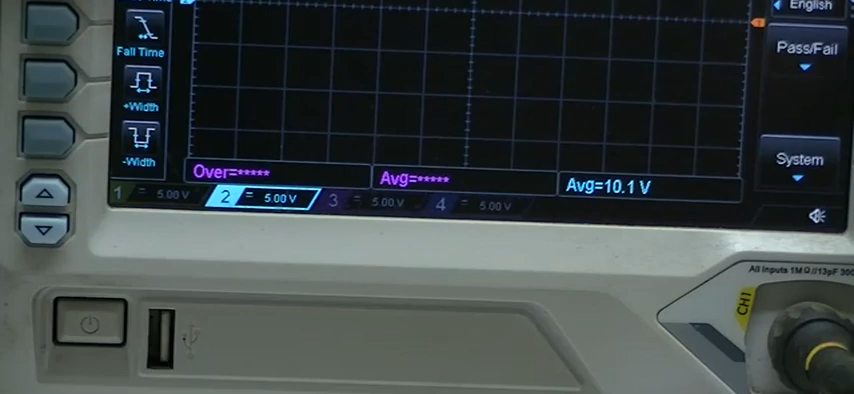 English
Fall Time
Pass/Fail
+Width
-Width
System
Over=*****
Avg=*****
Avg=10.1 V
1 = 5.00 V
2 = 5.00 V
3 = 5.00 V
4 = 5.00 V
All Inputs 1MΩ//13pF 300
CH1